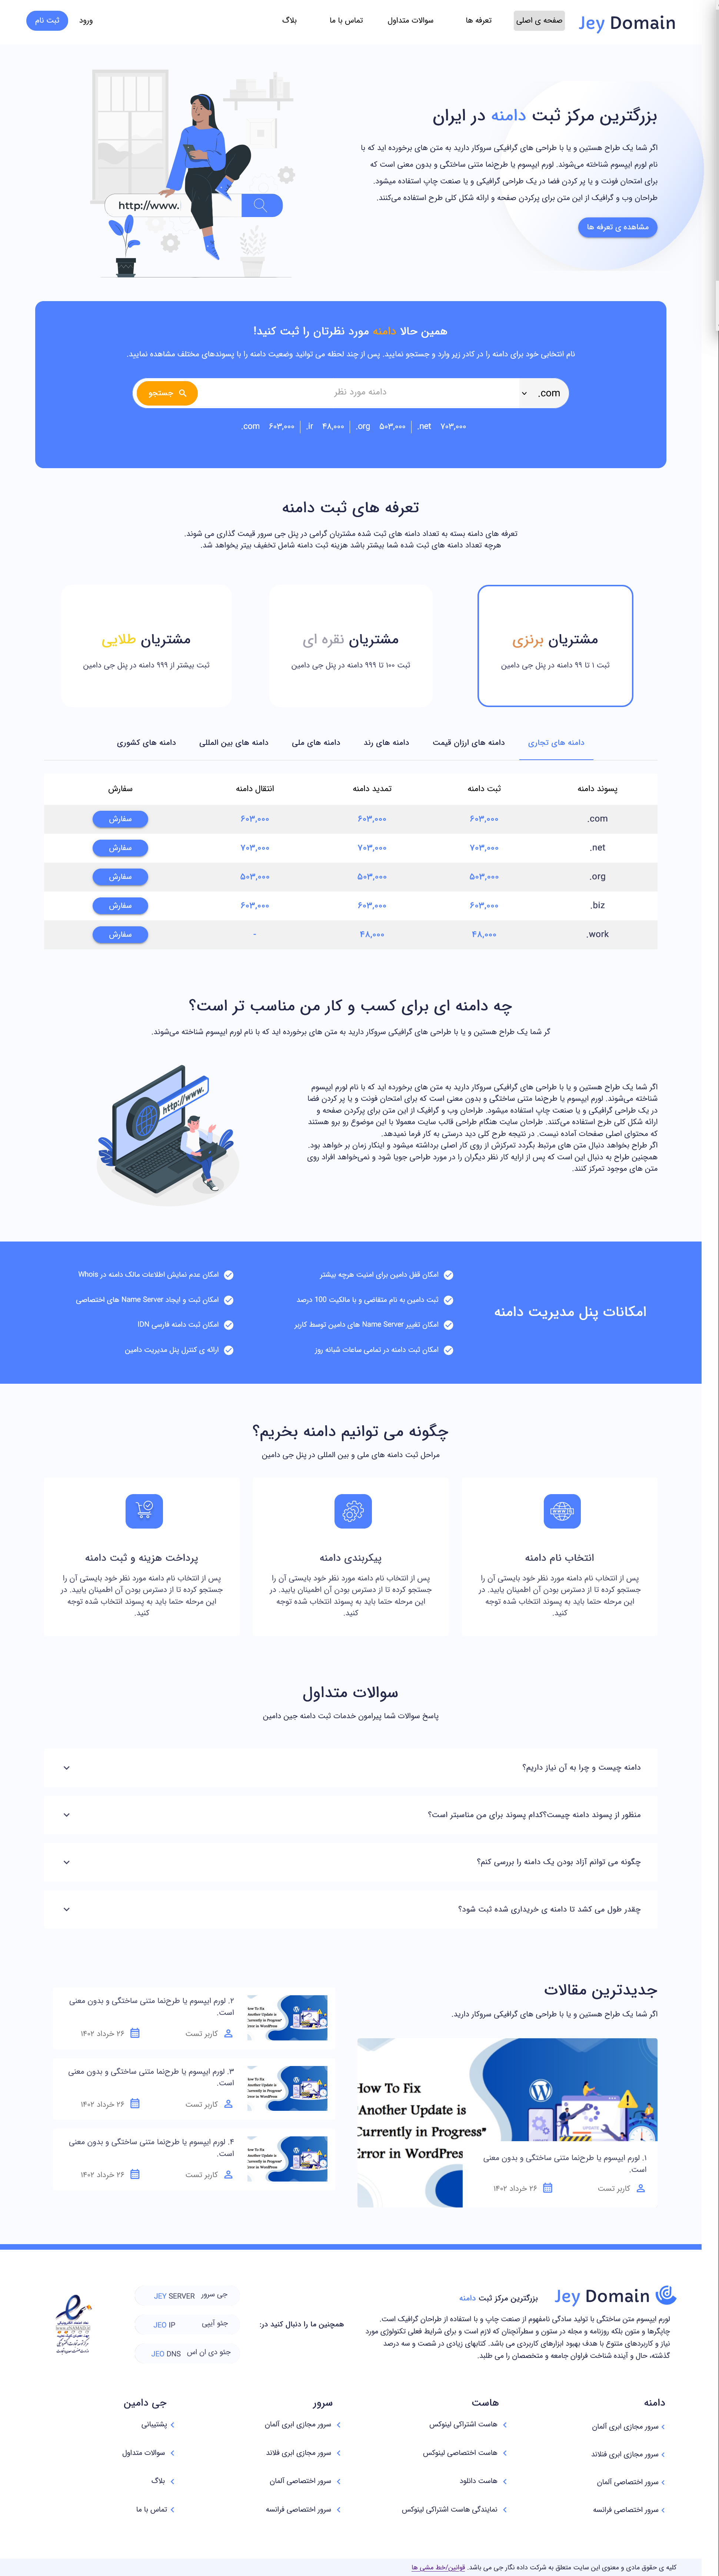 Jey Domain
صفحه ی اصلی
تعرفه ها
سوالات متداول
تماس با ما
بلاگ
ورود
ثبت نام
بزرگترین مرکز ثبت دامنه در ایران
اگر شما یک طراح هستین و یا با طراحی های گرافیکی سروکار دارید به متن های برخورده اید که با
نام لورم ایپسوم شناخته می‌شوند. لورم ایپسوم یا طرح‌نما متنی ساختگی و بدون معنی است که
برای امتحان فونت و یا پر کردن فضا در یک طراحی گرافیکی و یا صنعت چاپ استفاده میشود.
طراحان وب و گرافیک از این متن برای پرکردن صفحه و ارائه شکل کلی طرح استفاده می‌کنند.
مشاهده ی تعرفه ها
http://www.
همین حالا دامنه مورد نظرتان را ثبت کنید!
نام انتخابی خود برای دامنه را در کادر زیر وارد و جستجو نمایید. پس از چند لحظه می توانید وضعیت دامنه را با پسوندهای مختلف مشاهده نمایید.
.com
دامنه مورد نظر
جستجو
.net ۷۰۳,۰۰۰
.org ۵۰۳,۰۰۰
.ir ۴۸,۰۰۰
.com ۶۰۳,۰۰۰
تعرفه های ثبت دامنه
تعرفه های دامنه بسته به تعداد دامنه های ثبت شده مشتریان گرامی در پنل جی سرور قیمت گذاری می شوند.
هرچه تعداد دامنه های ثبت شده شما بیشتر باشد هزینه ثبت دامنه شامل تخفیف بیتر یخواهد شد.
مشتریان برنزی
ثبت ۱ تا ۹۹ دامنه در پنل جی دامین
مشتریان نقره ای
ثبت ۱۰۰ تا ۹۹۹ دامنه در پنل جی دامین
مشتریان طلایی
ثبت بیشتر از ۹۹۹ دامنه در پنل جی دامین
دامنه های تجاری
دامنه های ارزان قیمت
دامنه های رند
دامنه های ملی
دامنه های بین المللی
دامنه های کشوری
پسوند دامنه ثبت دامنه تمدید دامنه انتقال دامنه سفارش
.com ۶۰۳,۰۰۰ ۶۰۳,۰۰۰ ۶۰۳,۰۰۰ سفارش
.net ۷۰۳,۰۰۰ ۷۰۳,۰۰۰ ۷۰۳,۰۰۰ سفارش
.org ۵۰۳,۰۰۰ ۵۰۳,۰۰۰ ۵۰۳,۰۰۰ سفارش
.biz ۶۰۳,۰۰۰ ۶۰۳,۰۰۰ ۶۰۳,۰۰۰ سفارش
.work ۴۸,۰۰۰ ۴۸,۰۰۰ - سفارش
چه دامنه ای برای کسب و کار من مناسب تر است؟
گر شما یک طراح هستین و یا با طراحی های گرافیکی سروکار دارید به متن های برخورده اید که با نام لورم ایپسوم شناخته می‌شوند.
اگر شما یک طراح هستین و یا با طراحی های گرافیکی سروکار دارید به متن های برخورده اید که با نام لورم ایپسوم
شناخته می‌شوند. لورم ایپسوم یا طرح‌نما متنی ساختگی و بدون معنی است که برای امتحان فونت و یا پر کردن فضا
در یک طراحی گرافیکی و یا صنعت چاپ استفاده میشود. طراحان وب و گرافیک از این متن برای پرکردن صفحه و
ارائه شکل کلی طرح استفاده می‌کنند. طراحان سایت هنگام طراحی قالب سایت معمولا با این موضوع رو برو هستند
که محتوای اصلی صفحات آماده نیست. در نتیجه طرح کلی دید درستی به کار فرما نمیدهد.
اگر طراح بخواهد دنبال متن های مرتبط بگردد تمرکزش از روی کار اصلی برداشته میشود و اینکار زمان بر خواهد بود.
همچنین طراح به دنبال این است که پس از ارایه کار نظر دیگران را در مورد طراحی جویا شود و نمی‌خواهد افراد روی
متن های موجود تمرکز کنند.
http://www.
امکانات پنل مدیریت دامنه
امکان قفل دامین برای امنیت هرچه بیشتر
ثبت دامین به نام متقاضی و با مالکیت 100 درصد
امکان تغییر Name Server های دامین توسط کاربر
امکان ثبت دامنه در تمامی ساعات شبانه روز
امکان عدم نمایش اطلاعات مالک دامنه در Whois
امکان ثبت و ایجاد Name Server های اختصاصی
امکان ثبت دامنه فارسی IDN
ارائه ی کنترل پنل مدیریت دامین
چگونه می توانیم دامنه بخریم؟
مراحل ثبت دامنه های ملی و بین المللی در پنل جی دامین
WWW
انتخاب نام دامنه
پس از انتخاب نام دامنه مورد نظر خود بایستی آن را
جستجو کرده تا از دسترس بودن آن اطمینان یابید. در
این مرحله حتما باید به پسوند انتخاب شده توجه
کنید.
پیکربندی دامنه
پس از انتخاب نام دامنه مورد نظر خود بایستی آن را
جستجو کرده تا از دسترس بودن آن اطمینان یابید. در
این مرحله حتما باید به پسوند انتخاب شده توجه
کنید.
پرداخت هزینه و ثبت دامنه
پس از انتخاب نام دامنه مورد نظر خود بایستی آن را
جستجو کرده تا از دسترس بودن آن اطمینان یابید. در
این مرحله حتما باید به پسوند انتخاب شده توجه
کنید.
سوالات متداول
پاسخ سوالات شما پیرامون خدمات ثبت دامنه جین دامین
دامنه چیست و چرا به آن نیاز داریم؟
منظور از پسوند دامنه چیست؟کدام پسوند برای من مناسبتر است؟
چگونه می توانم آزاد بودن یک دامنه را بررسی کنم؟
چقدر طول می کشد تا دامنه ی خریداری شده ثبت شود؟
جدیدترین مقالات
اگر شما یک طراح هستین و یا با طراحی های گرافیکی سروکار دارید.
How To Fix
Another Update is
Currently in Progress"
Error in WordPress
۱. لورم ایپسوم یا طرح‌نما متنی ساختگی و بدون معنی
است.
کاربر تست
۲۶ خرداد ۱۴۰۲
۲. لورم ایپسوم یا طرح‌نما متنی ساختگی و بدون معنی
است.
کاربر تست
۲۶ خرداد ۱۴۰۲
How To Fix
Another Update is
Currently in Progress"
Error in WordPress
۳. لورم ایپسوم یا طرح‌نما متنی ساختگی و بدون معنی
است.
کاربر تست
۲۶ خرداد ۱۴۰۲
How To Fix
Another Update is
Currently in Progress"
Error in WordPress
۴. لورم ایپسوم یا طرح‌نما متنی ساختگی و بدون معنی
است.
کاربر تست
۲۶ خرداد ۱۴۰۲
How To Fix
Another Update is
Currently in Progress"
Error in WordPress
Jey Domain
بزرگترین مرکز ثبت دامنه
لورم ایپسوم متن ساختگی با تولید سادگی نامفهوم از صنعت چاپ و با استفاده از طراحان گرافیک است.
چاپگرها و متون بلکه روزنامه و مجله در ستون و سطرآنچنان که لازم است و برای شرایط فعلی تکنولوژی مورد
نیاز و کاربردهای متنوع با هدف بهبود ابزارهای کاربردی می باشد. کتابهای زیادی در شصت و سه درصد
گذشته، حال و آینده شناخت فراوان جامعه و متخصصان را می طلبد.
همچنین ما را دنبال کنید در:
جی سرور JEY SERVER
جئو آیپی JEO IP
جئو دی ان اس JEO DNS
دامنه
سرور مجازی ابری آلمان
سرور مجازی ابری فنلاند
سرور اختصاصی آلمان
سرور اختصاصی فرانسه
هاست
هاست اشتراکی لینوکس
هاست اختصاصی لینوکس
هاست دانلود
نمایندگی هاست اشتراکی لینوکس
سرور
سرور مجازی ابری آلمان
سرور مجازی ابری فلاند
سرور اختصاصی آلمان
سرور اختصاصی فرانسه
جی دامین
پشتیبانی
سوالات متداول
بلاگ
تماس با ما
کلیه ی حقوق مادی و معنوی این سایت متعلق به شرکت داده نگار جی می باشد. قوانین/خط مشی ها